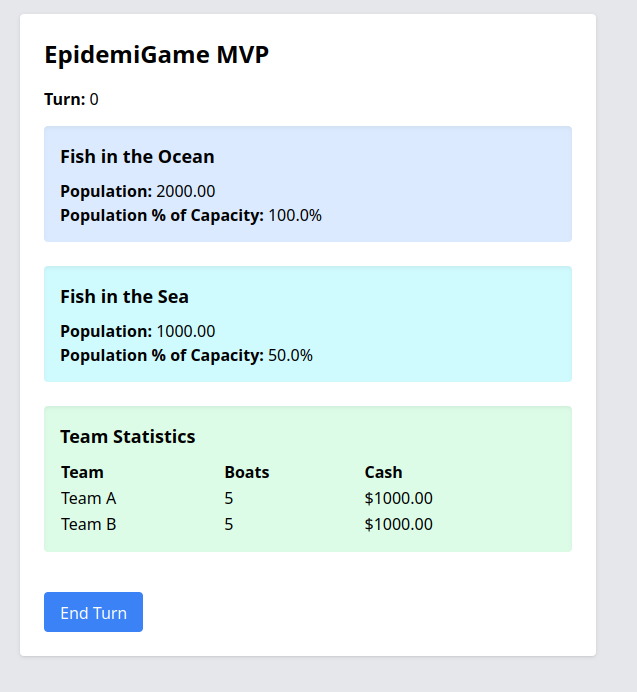 EpidemiGame MVP
Turn: 0
Fish in the Ocean
Population: 2000.00
Population % of Capacity: 100.0%
Fish in the Sea
Population: 1000.00
Population % of Capacity: 50.0%
Team Statistics
Team Boats Cash
Team A 5 $1000.00
Team B 5 $1000.00
End Turn